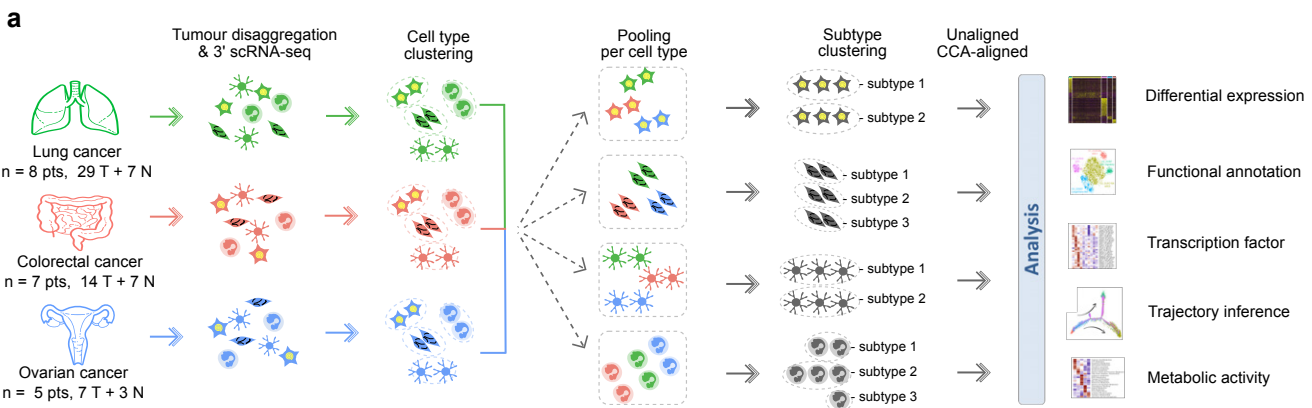 a
Tumour disaggregation
& 3' scRNA-seq
Cell type
clustering
Pooling
per cell type
Subtype
clustering
Unaligned
CCA-aligned
Lung cancer
n = 8 pts, 29 T + 7 N
Colorectal cancer
n = 7 pts, 14 T + 7 N
Ovarian cancer
n = 5 pts, 7 T + 3 N
- subtype 1
- subtype 2
- subtype 1
- subtype 2
- subtype 3
- subtype 1
- subtype 2
- subtype 1
- subtype 2
- subtype 3
Analysis
Differential expression
Functional annotation
Transcription factor
Trajectory inference
Metabolic activity